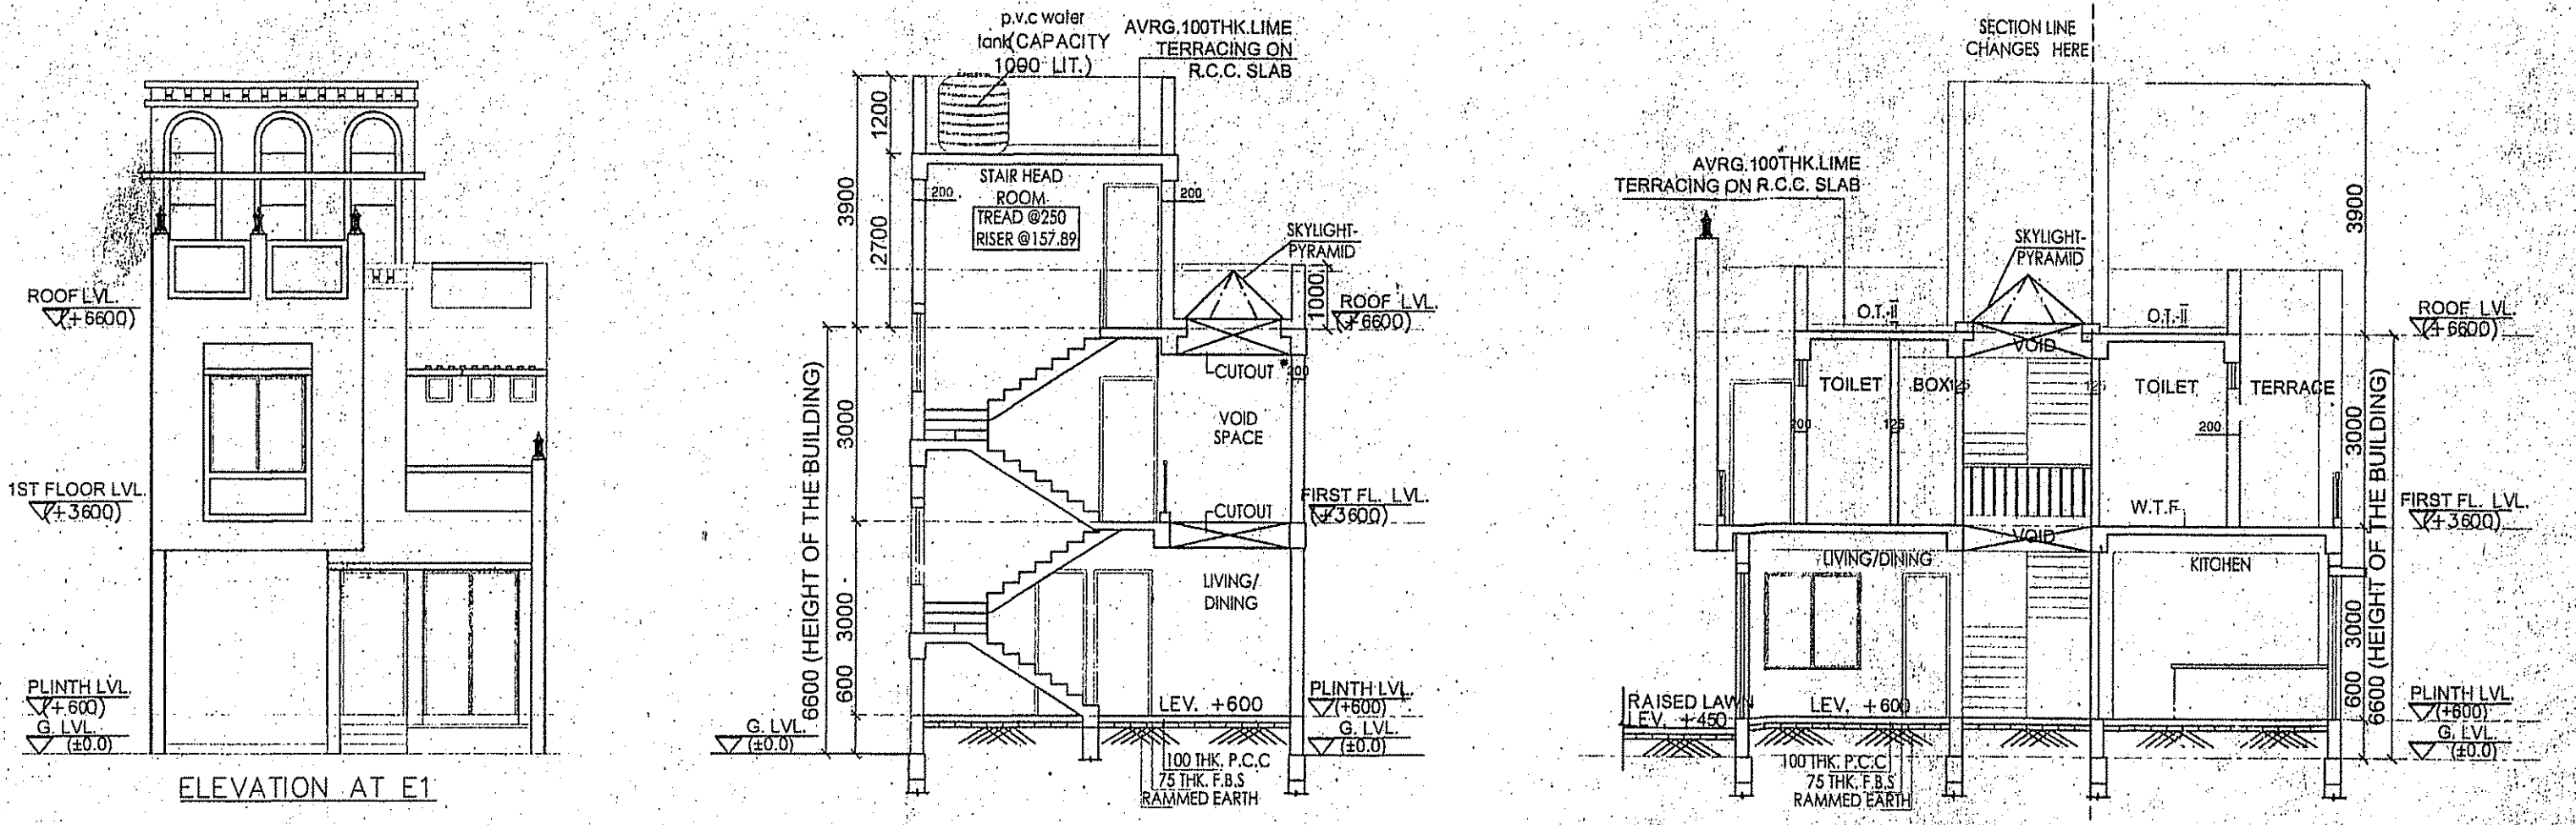 ROOF LVL.
(+6600)
1ST FLOOR LVL.
(+3600)
PLINTH LVL.
(+600)
G. LVL.
(±0.0)
ELEVATION AT E1
p.v.c water
tank(CAPACITY
1000 LIT.)
AVRG.100THK.LIME
TERRACING ON
R.C.C. SLAB
1200
3900
2700
200
STAIR HEAD
ROOM
TREAD @250
RISER @157.89
200
SKYLIGHT-
PYRAMID
1000
ROOF LVL.
(+6600)
CUTOUT
200
6600 (HEIGHT OF THE BUILDING)
3000
VOID
SPACE
CUTOUT
FIRST FL. LVL.
(+3600)
3000
LIVING/
DINING
600
LEV. +600
PLINTH LVL.
(+600)
G. LVL.
(±0.0)
G. LVL.
(±0.0)
100 THK. P.C.C
75 THK. F.B.S
RAMMED EARTH
SECTION LINE
CHANGES HERE
AVRG.100THK.LIME
TERRACING ON R.C.C. SLAB
3900
SKYLIGHT-
PYRAMID
O.T.-II
O.T.-II
ROOF LVL.
(+6600)
VOID
TOILET
BOX
125
125
TOILET
TERRACE
200
125
200
3000
W.T.F
FIRST FL. LVL.
(+3600)
VOID
LIVING/DINING
KITCHEN
3000
6600 (HEIGHT OF THE BUILDING)
RAISED LAWN
LEV. +450
LEV. +600
600
PLINTH LVL.
(+600)
G. LVL.
(±0.0)
100 THK. P.C.C
75 THK. F.B.S
RAMMED EARTH